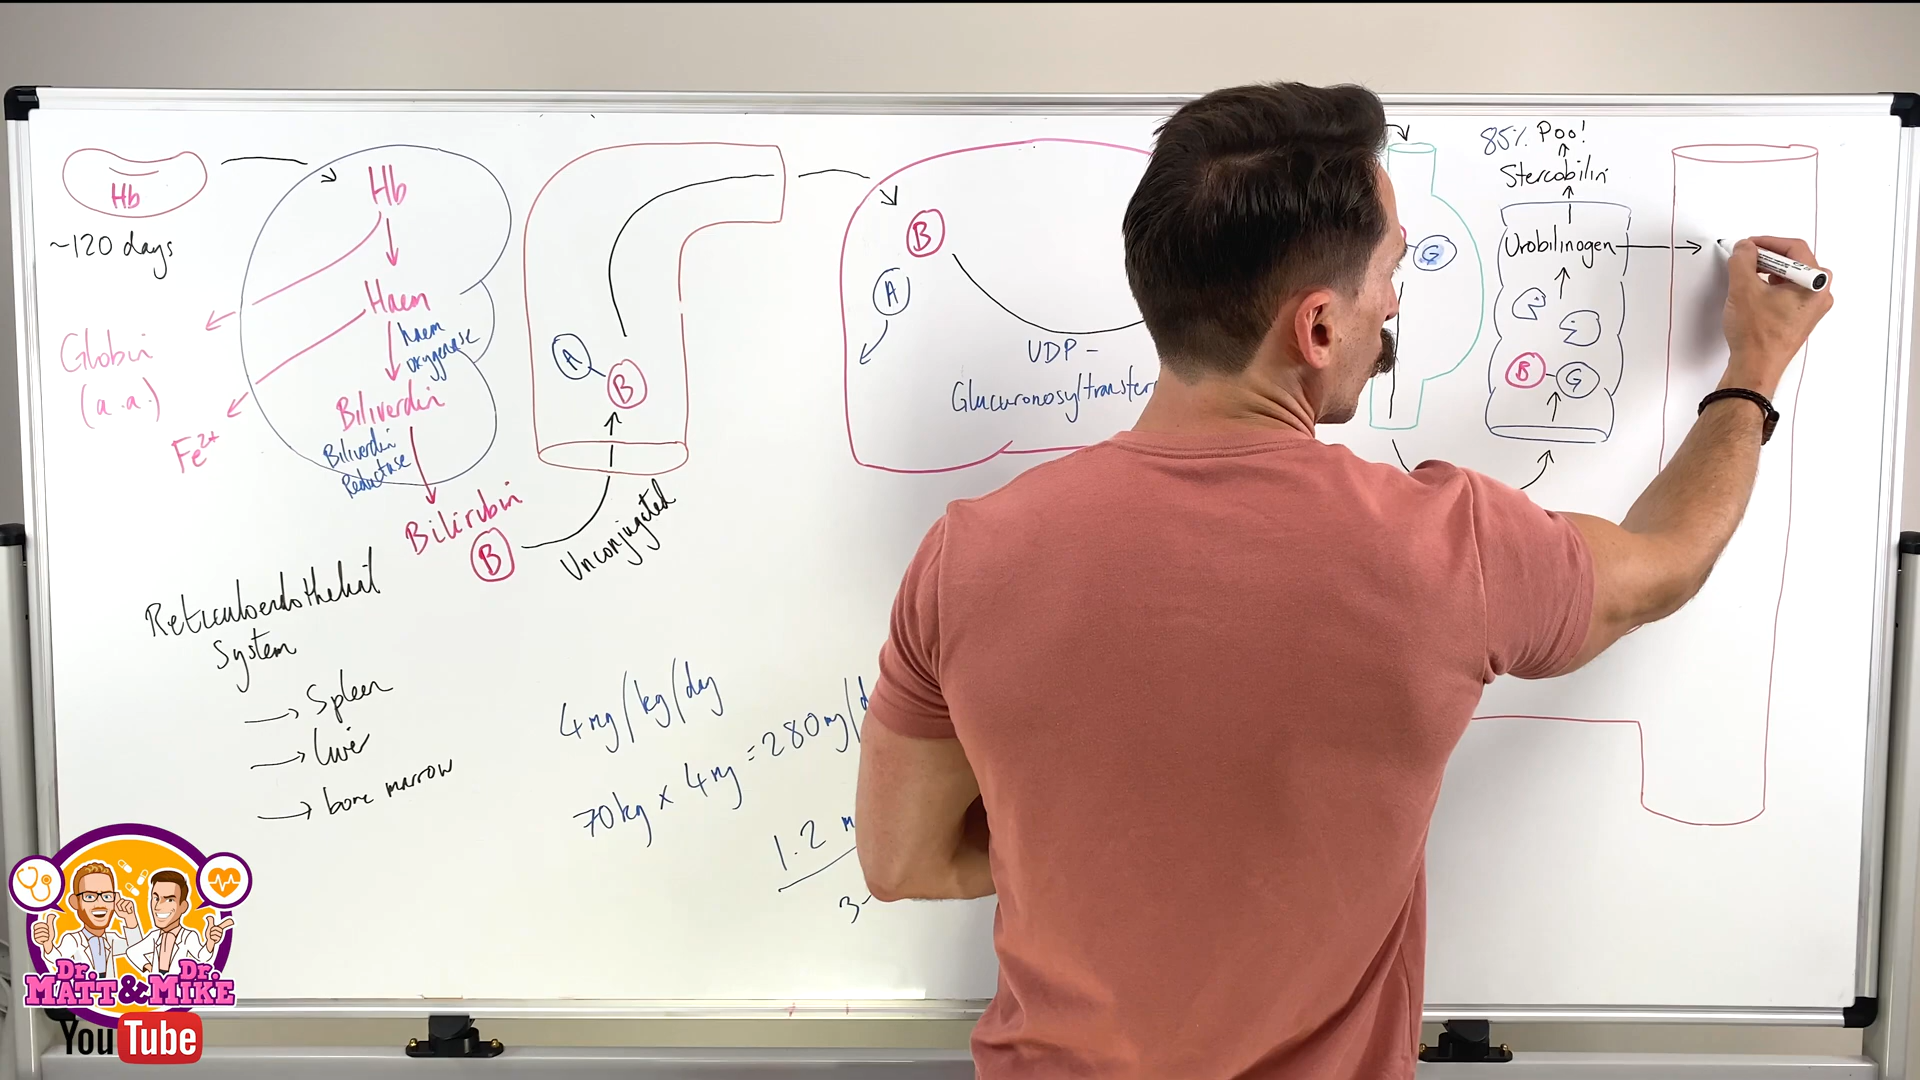 Hb
~120 days
Globin
(a.a.)
Fe2+
Hb
Haem
haem
oxygenase
Biliverdin
Biliverdin
Reductase
Bilirubin
B
Reticuloendothelial
System
→ Spleen
→ Liver
→ bone marrow
A
B
Unconjugated
4mg/kg/day
70kg x 4mg = 280mg/d
1.2 m
3-
B
A
UDP-
Glucuronosyltransfera
G
85% Poo!
Stercobilin
Urobilinogen
B
G
Dr. Dr.
MATT & MIKE
YouTube